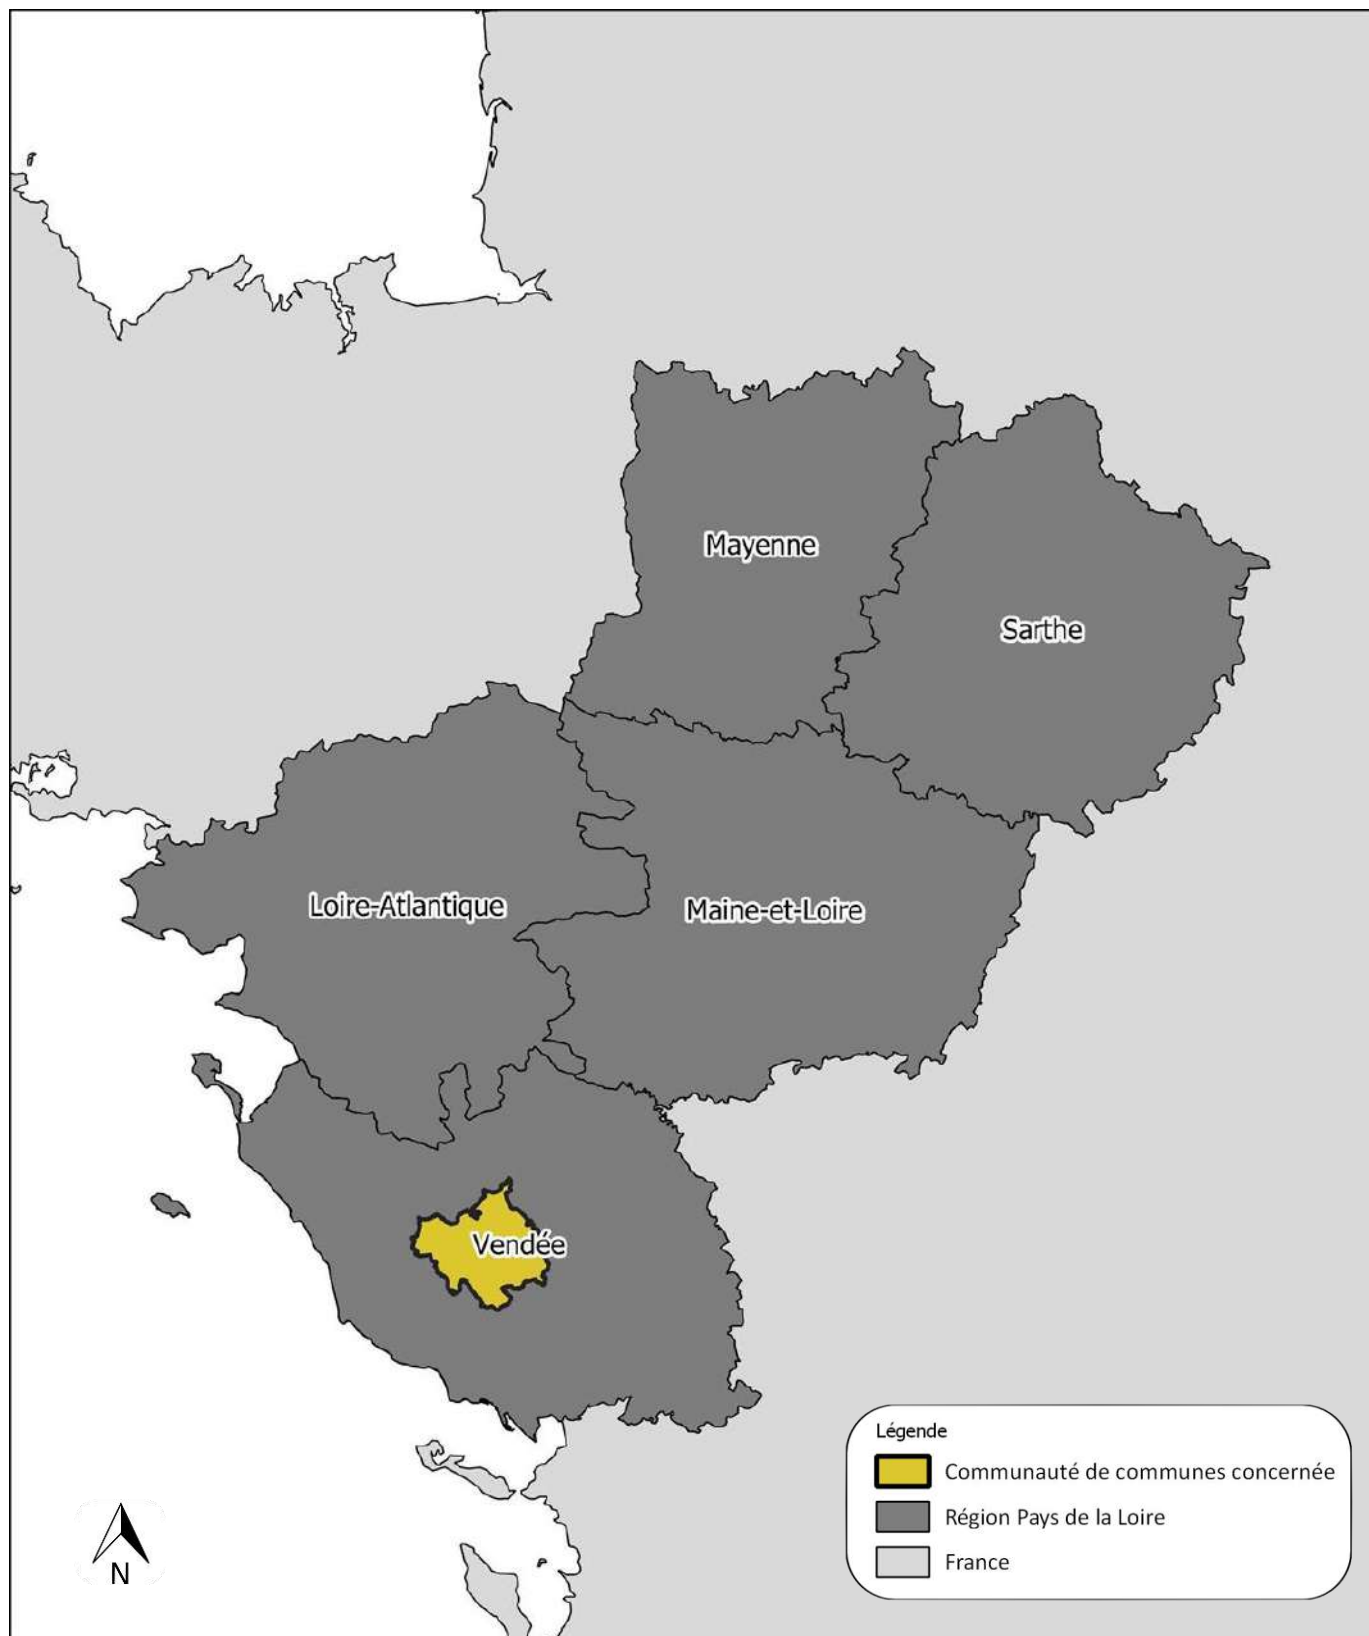 Mayenne
Sarthe
Loire-Atlantique
Maine-et-Loire
Vendée
Légende
Communauté de communes concernée
Région Pays de la Loire
France
N